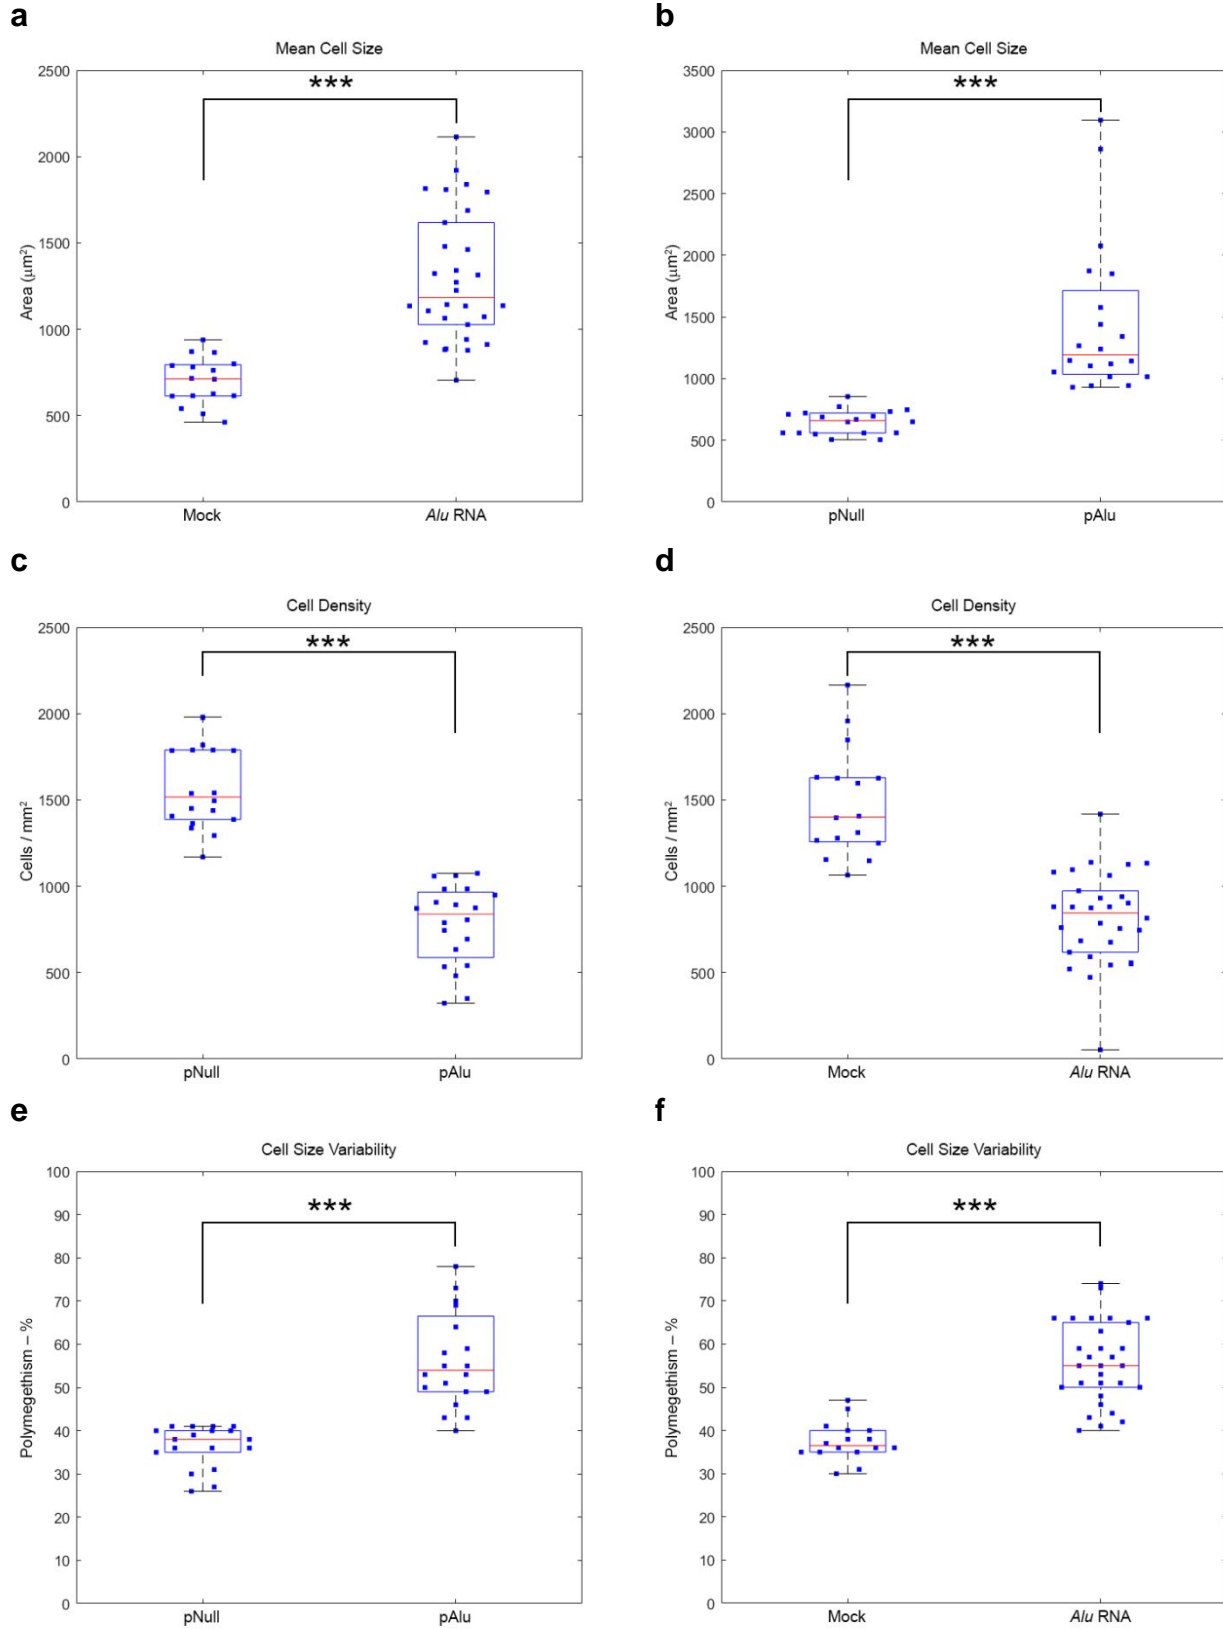 a
Mean Cell Size
***
2500
2000
1500
1000
500
0
Area (μm²)
Mock
Alu RNA
b
Mean Cell Size
***
3500
3000
2500
2000
1500
1000
500
0
Area (μm²)
pNull
pAlu
c
Cell Density
***
2500
2000
1500
1000
500
0
Cells / mm²
pNull
pAlu
d
Cell Density
***
2500
2000
1500
1000
500
0
Cells / mm²
Mock
Alu RNA
e
Cell Size Variability
***
100
90
80
70
60
50
40
30
20
10
0
Polymegethism – %
pNull
pAlu
f
Cell Size Variability
***
100
90
80
70
60
50
40
30
20
10
0
Polymegethism – %
Mock
Alu RNA